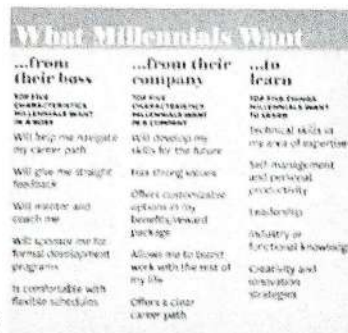 What Millennials Want
...from
their boss
TOP FIVE
CHARACTERISTICS
MILLENNIALS WANT
IN A BOSS
Will help me navigate
my career path
Will give me straight
feedback
Will mentor and
coach me
Will sponsor me for
formal development
programs
Is comfortable with
flexible schedules
...from their
company
TOP FIVE
CHARACTERISTICS
MILLENNIALS WANT
IN A COMPANY
Will develop my
skills for the future
Has strong values
Offers customizable
options in my
benefits/reward
package
Allows me to blend
work with the rest of
my life
Offers a clear
career path
...to
learn
TOP FIVE THINGS
MILLENNIALS WANT
TO LEARN
Technical skills in
my area of expertise
Self-management
and personal
productivity
Leadership
Industry or
functional knowledge
Creativity and
innovation
strategies